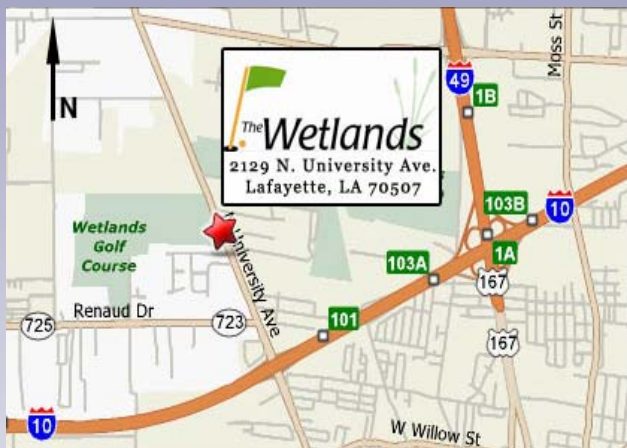 N
The Wetlands
2129 N. University Ave.
Lafayette, LA 70507
Moss St
49
1B
103B
10
Wetlands
Golf
Course
University Ave
103A
1A
167
Renaud Dr
725
723
101
167
10
W Willow St